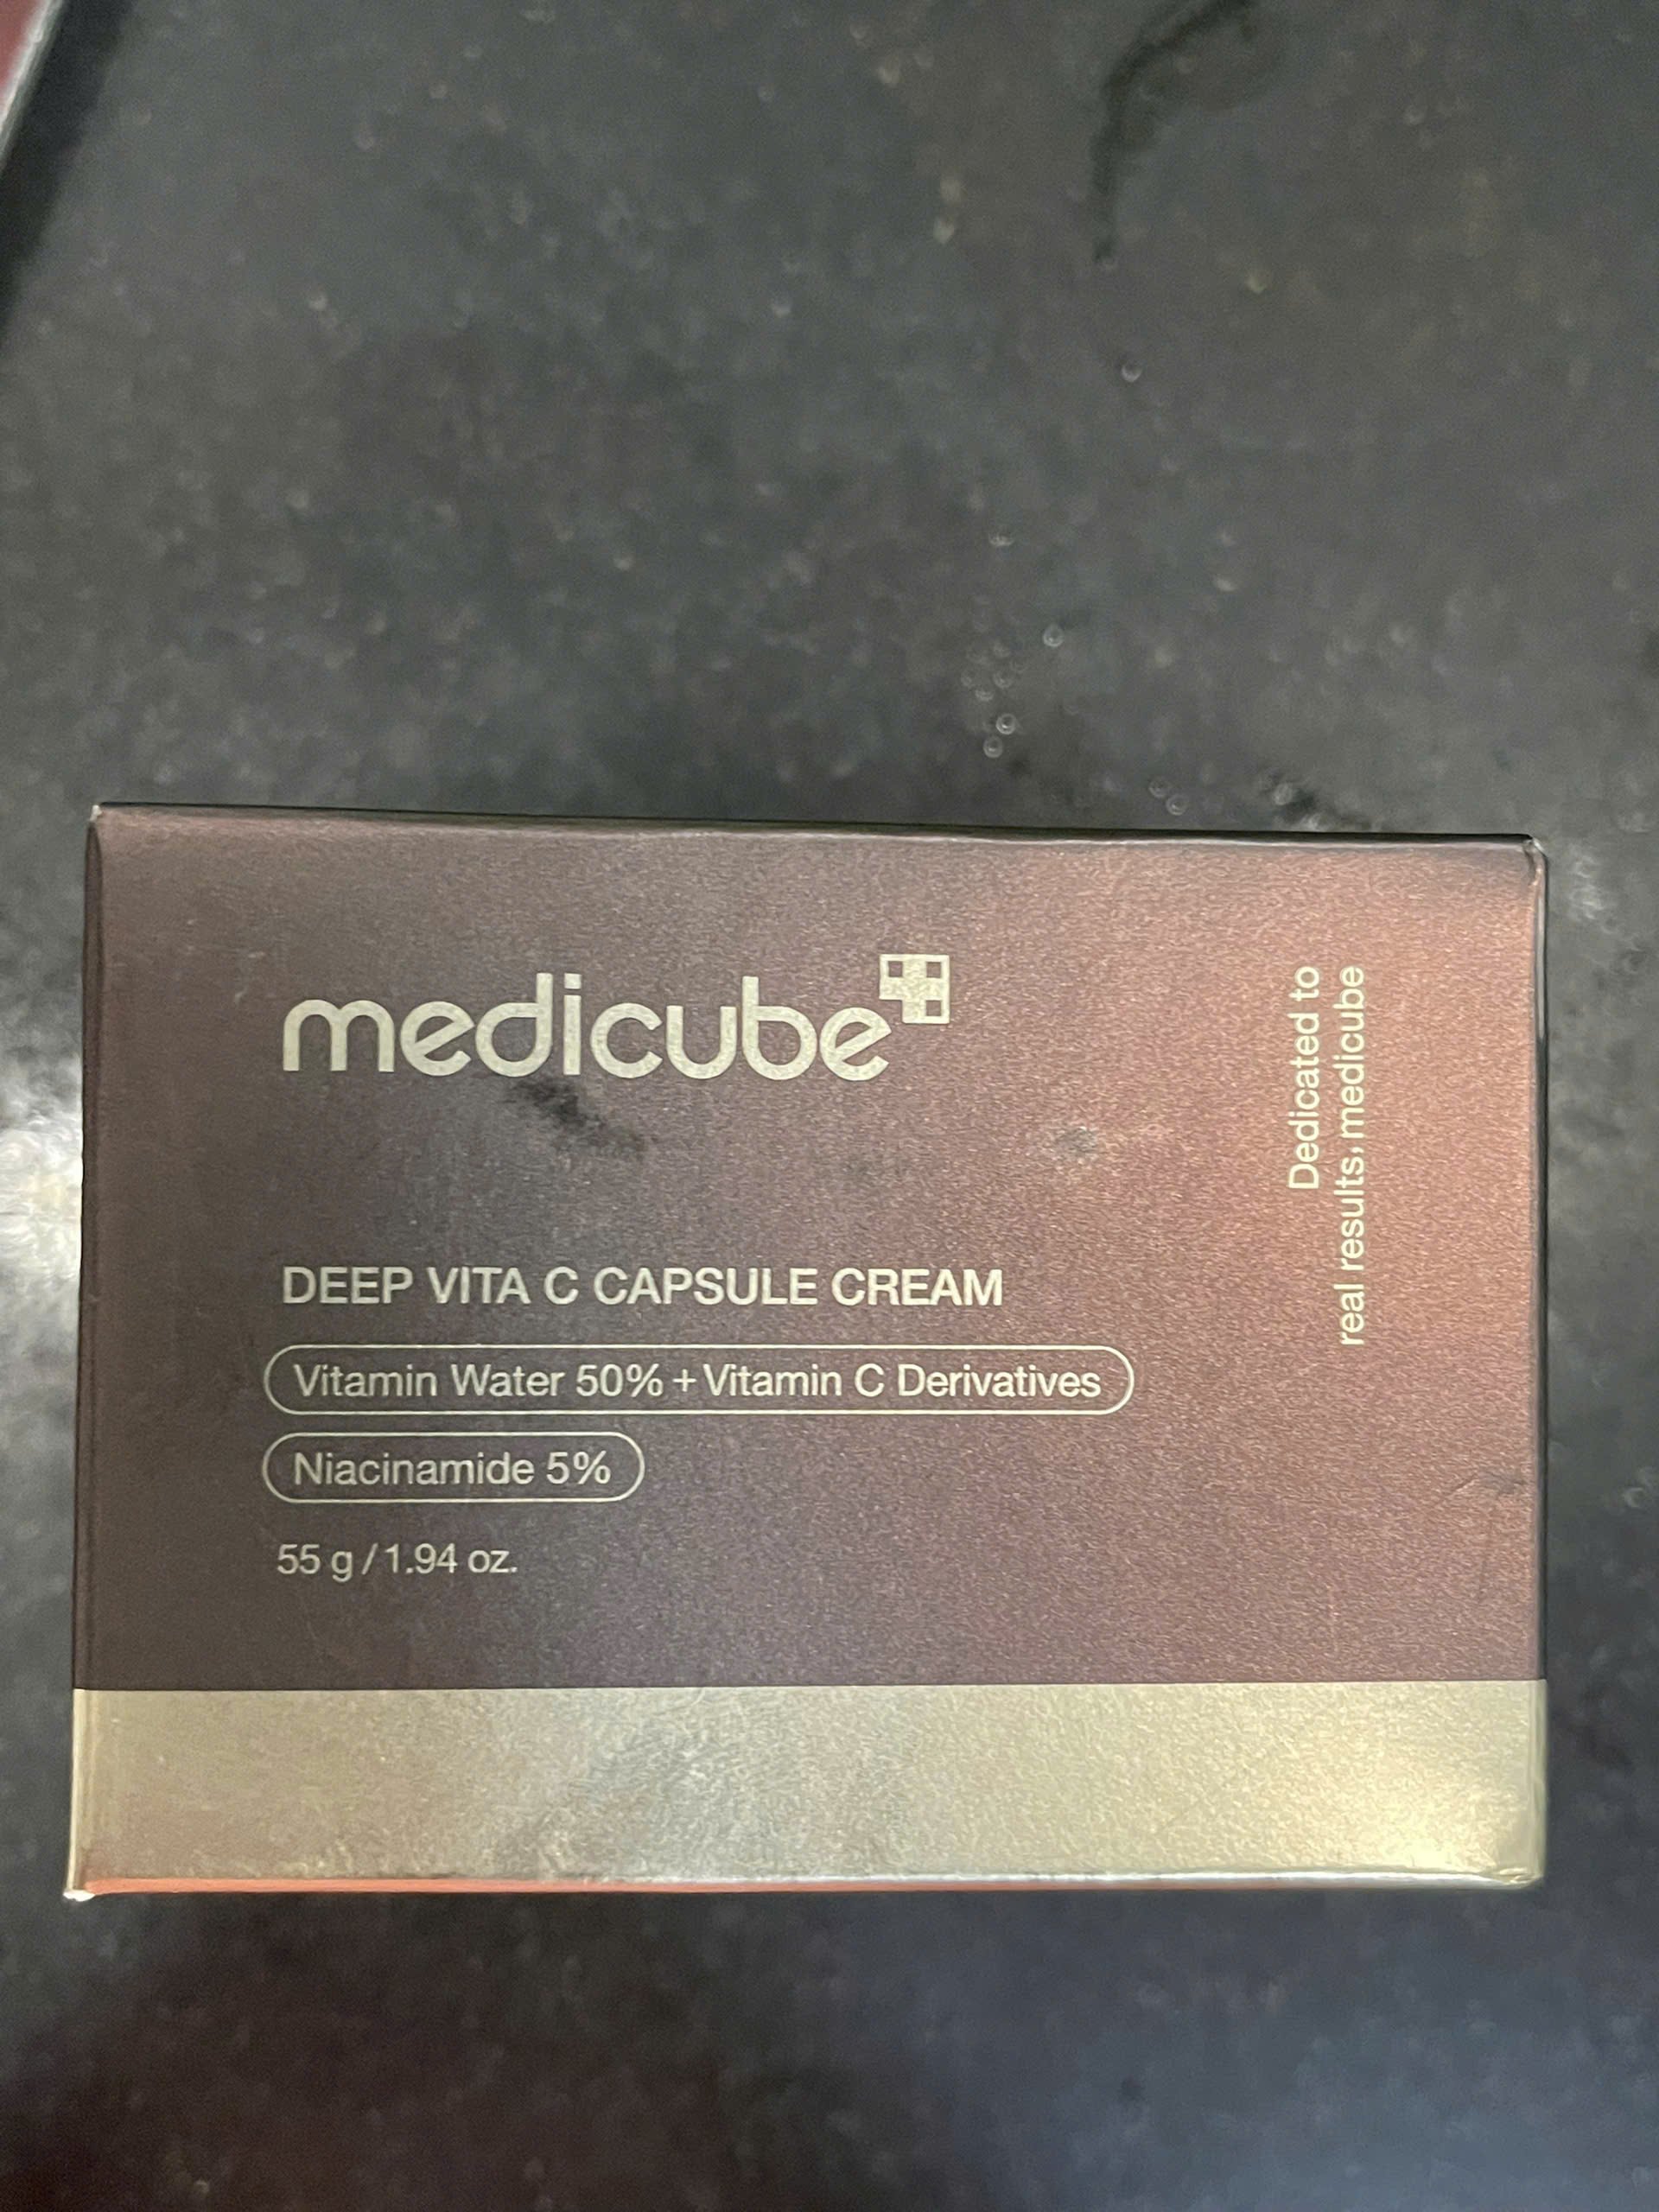 medicube
DEEP VITA C CAPSULE CREAM
Vitamin Water 50% + Vitamin C Derivatives
Niacinamide 5%
55 g / 1.94 oz.
Dedicated to
real results, medicube